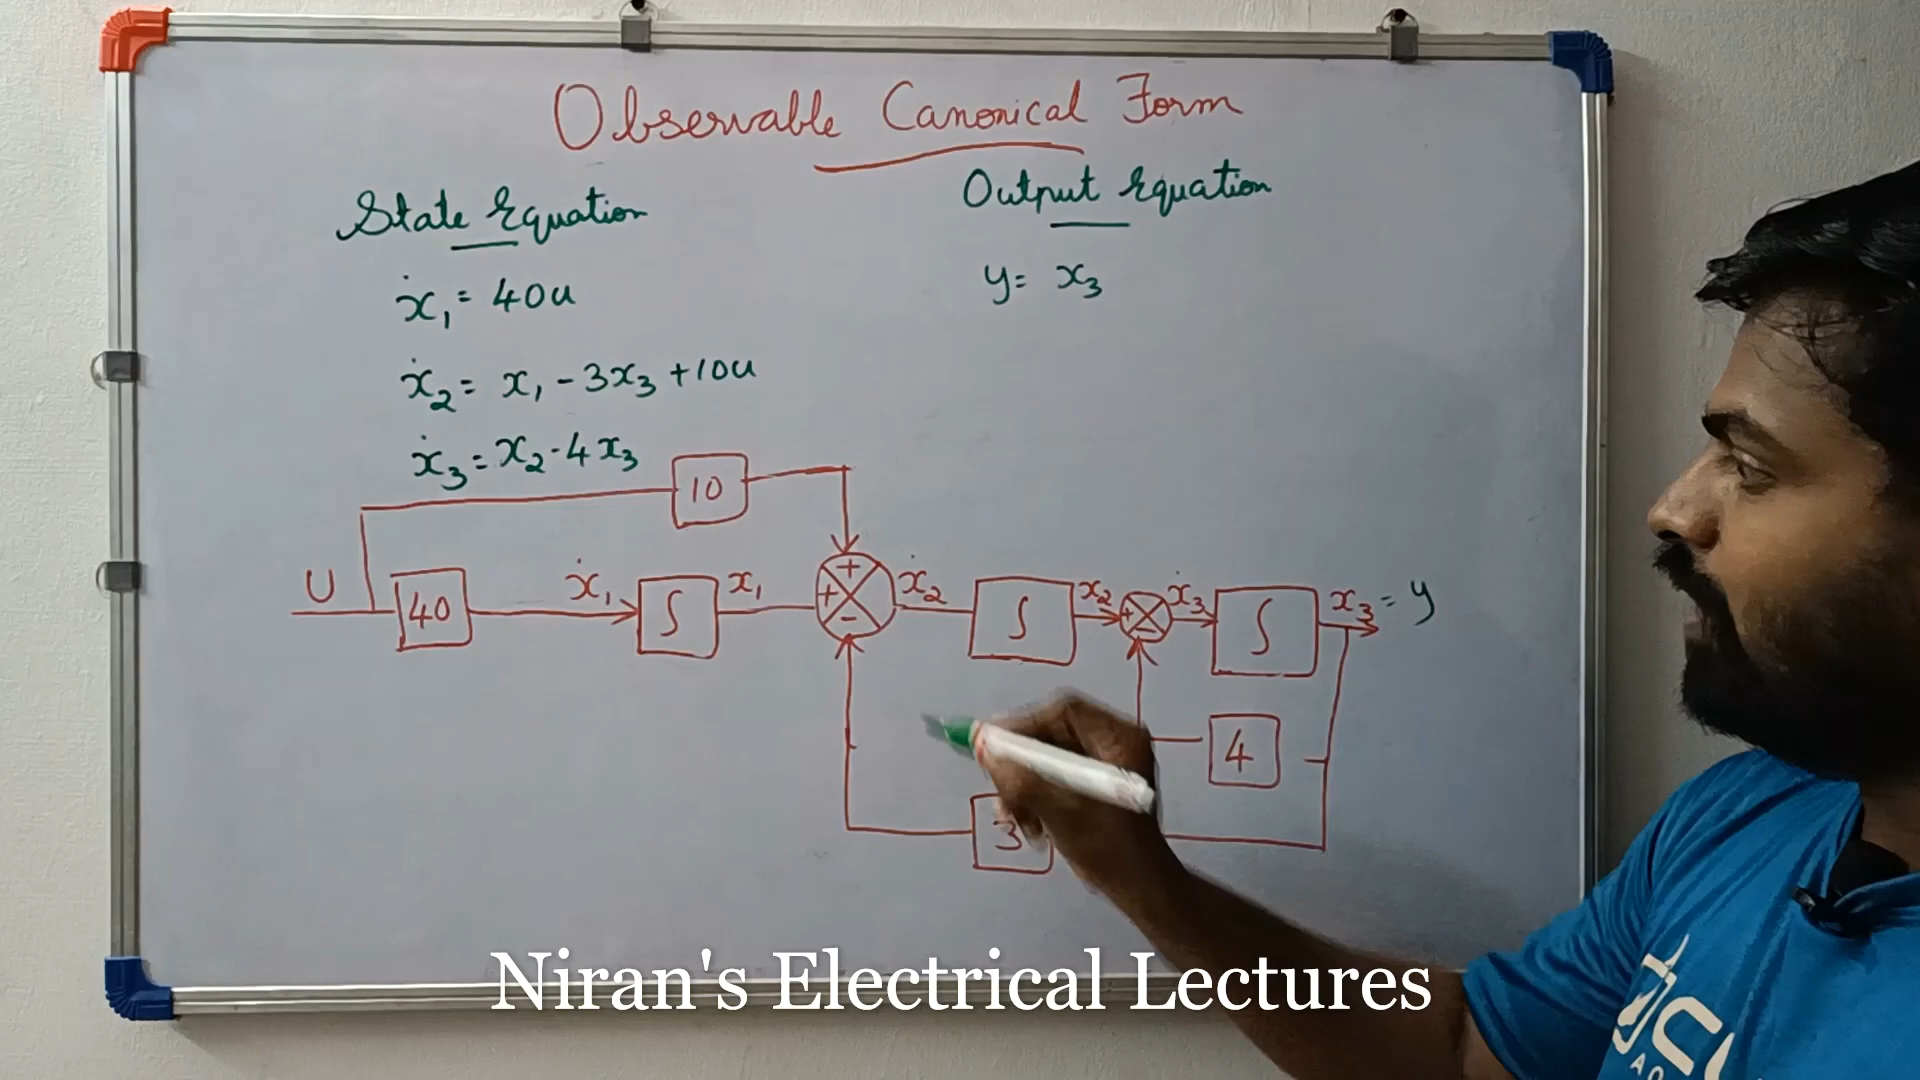 Observable Canonical Form
State Equation
ẋ₁ = 40u
ẋ₂ = x₁ - 3x₃ + 10u
ẋ₃ = x₂ - 4x₃
Output Equation
y = x₃
10
U
40
ẋ₁
∫
x₁
+
+
-
ẋ₂
∫
x₂
+
-
ẋ₃
∫
x₃ = y
4
3
Niran's Electrical Lectures